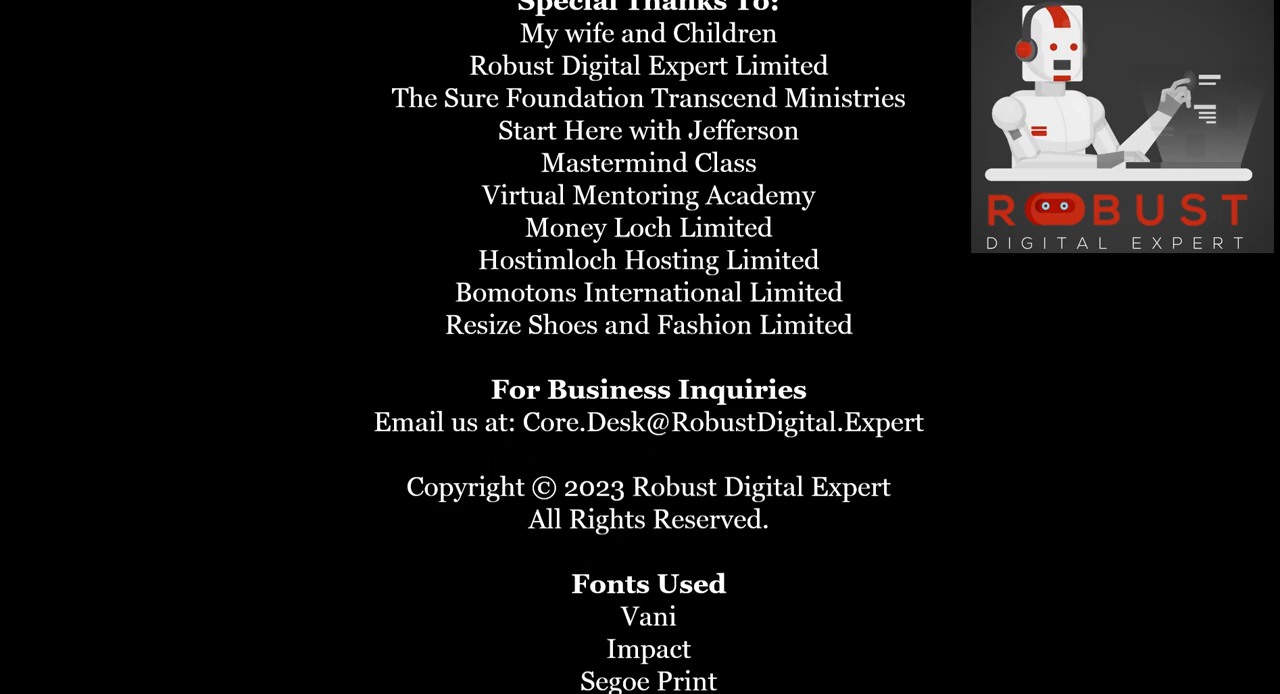 Special Thanks To:
My wife and Children
Robust Digital Expert Limited
The Sure Foundation Transcend Ministries
Start Here with Jefferson
Mastermind Class
Virtual Mentoring Academy
Money Loch Limited
Hostimloch Hosting Limited
Bomotons International Limited
Resize Shoes and Fashion Limited
For Business Inquiries
Email us at: Core.Desk@RobustDigital.Expert
Copyright © 2023 Robust Digital Expert
All Rights Reserved.
Fonts Used
Vani
Impact
Segoe Print
ROBUST
DIGITAL EXPERT